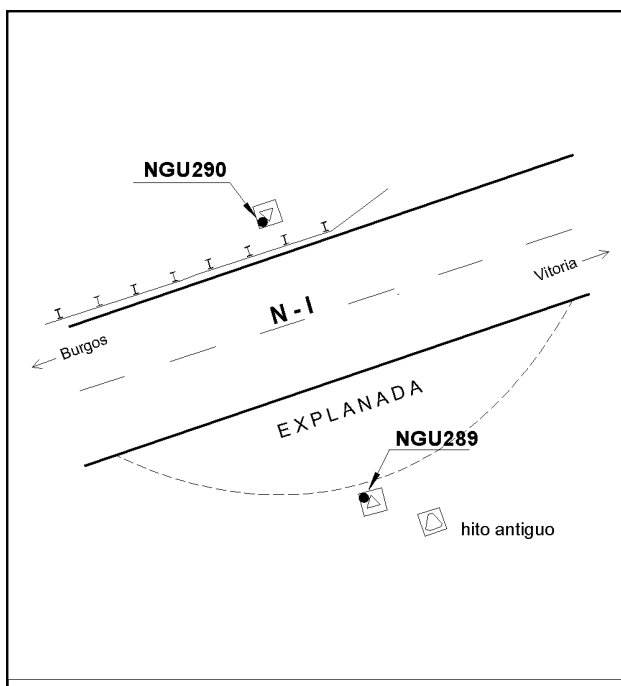 NGU290
Vitoria
N - I
Burgos
EXPLANADA
NGU289
hito antiguo